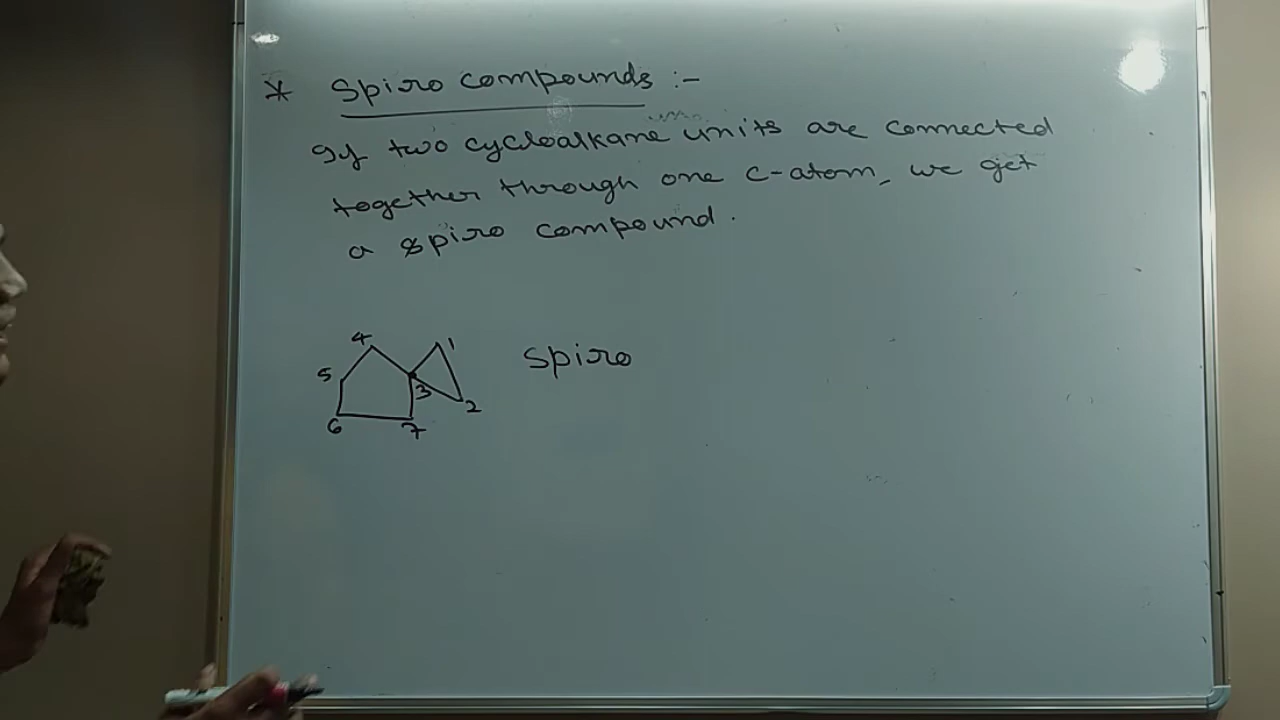 * Spiro compounds :-
If two cycloalkane units are connected
together through one C-atom, we get
a spiro compound.
4 1
5 3 2
6 7
Spiro